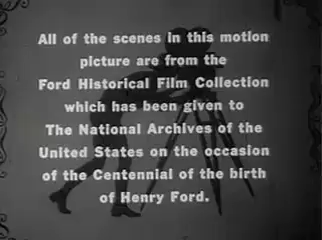 All of the scenes in this motion
picture are from the
Ford Historical Film Collection
which has been given to
The National Archives of the
United States on the occasion
of the Centennial of the birth
of Henry Ford.